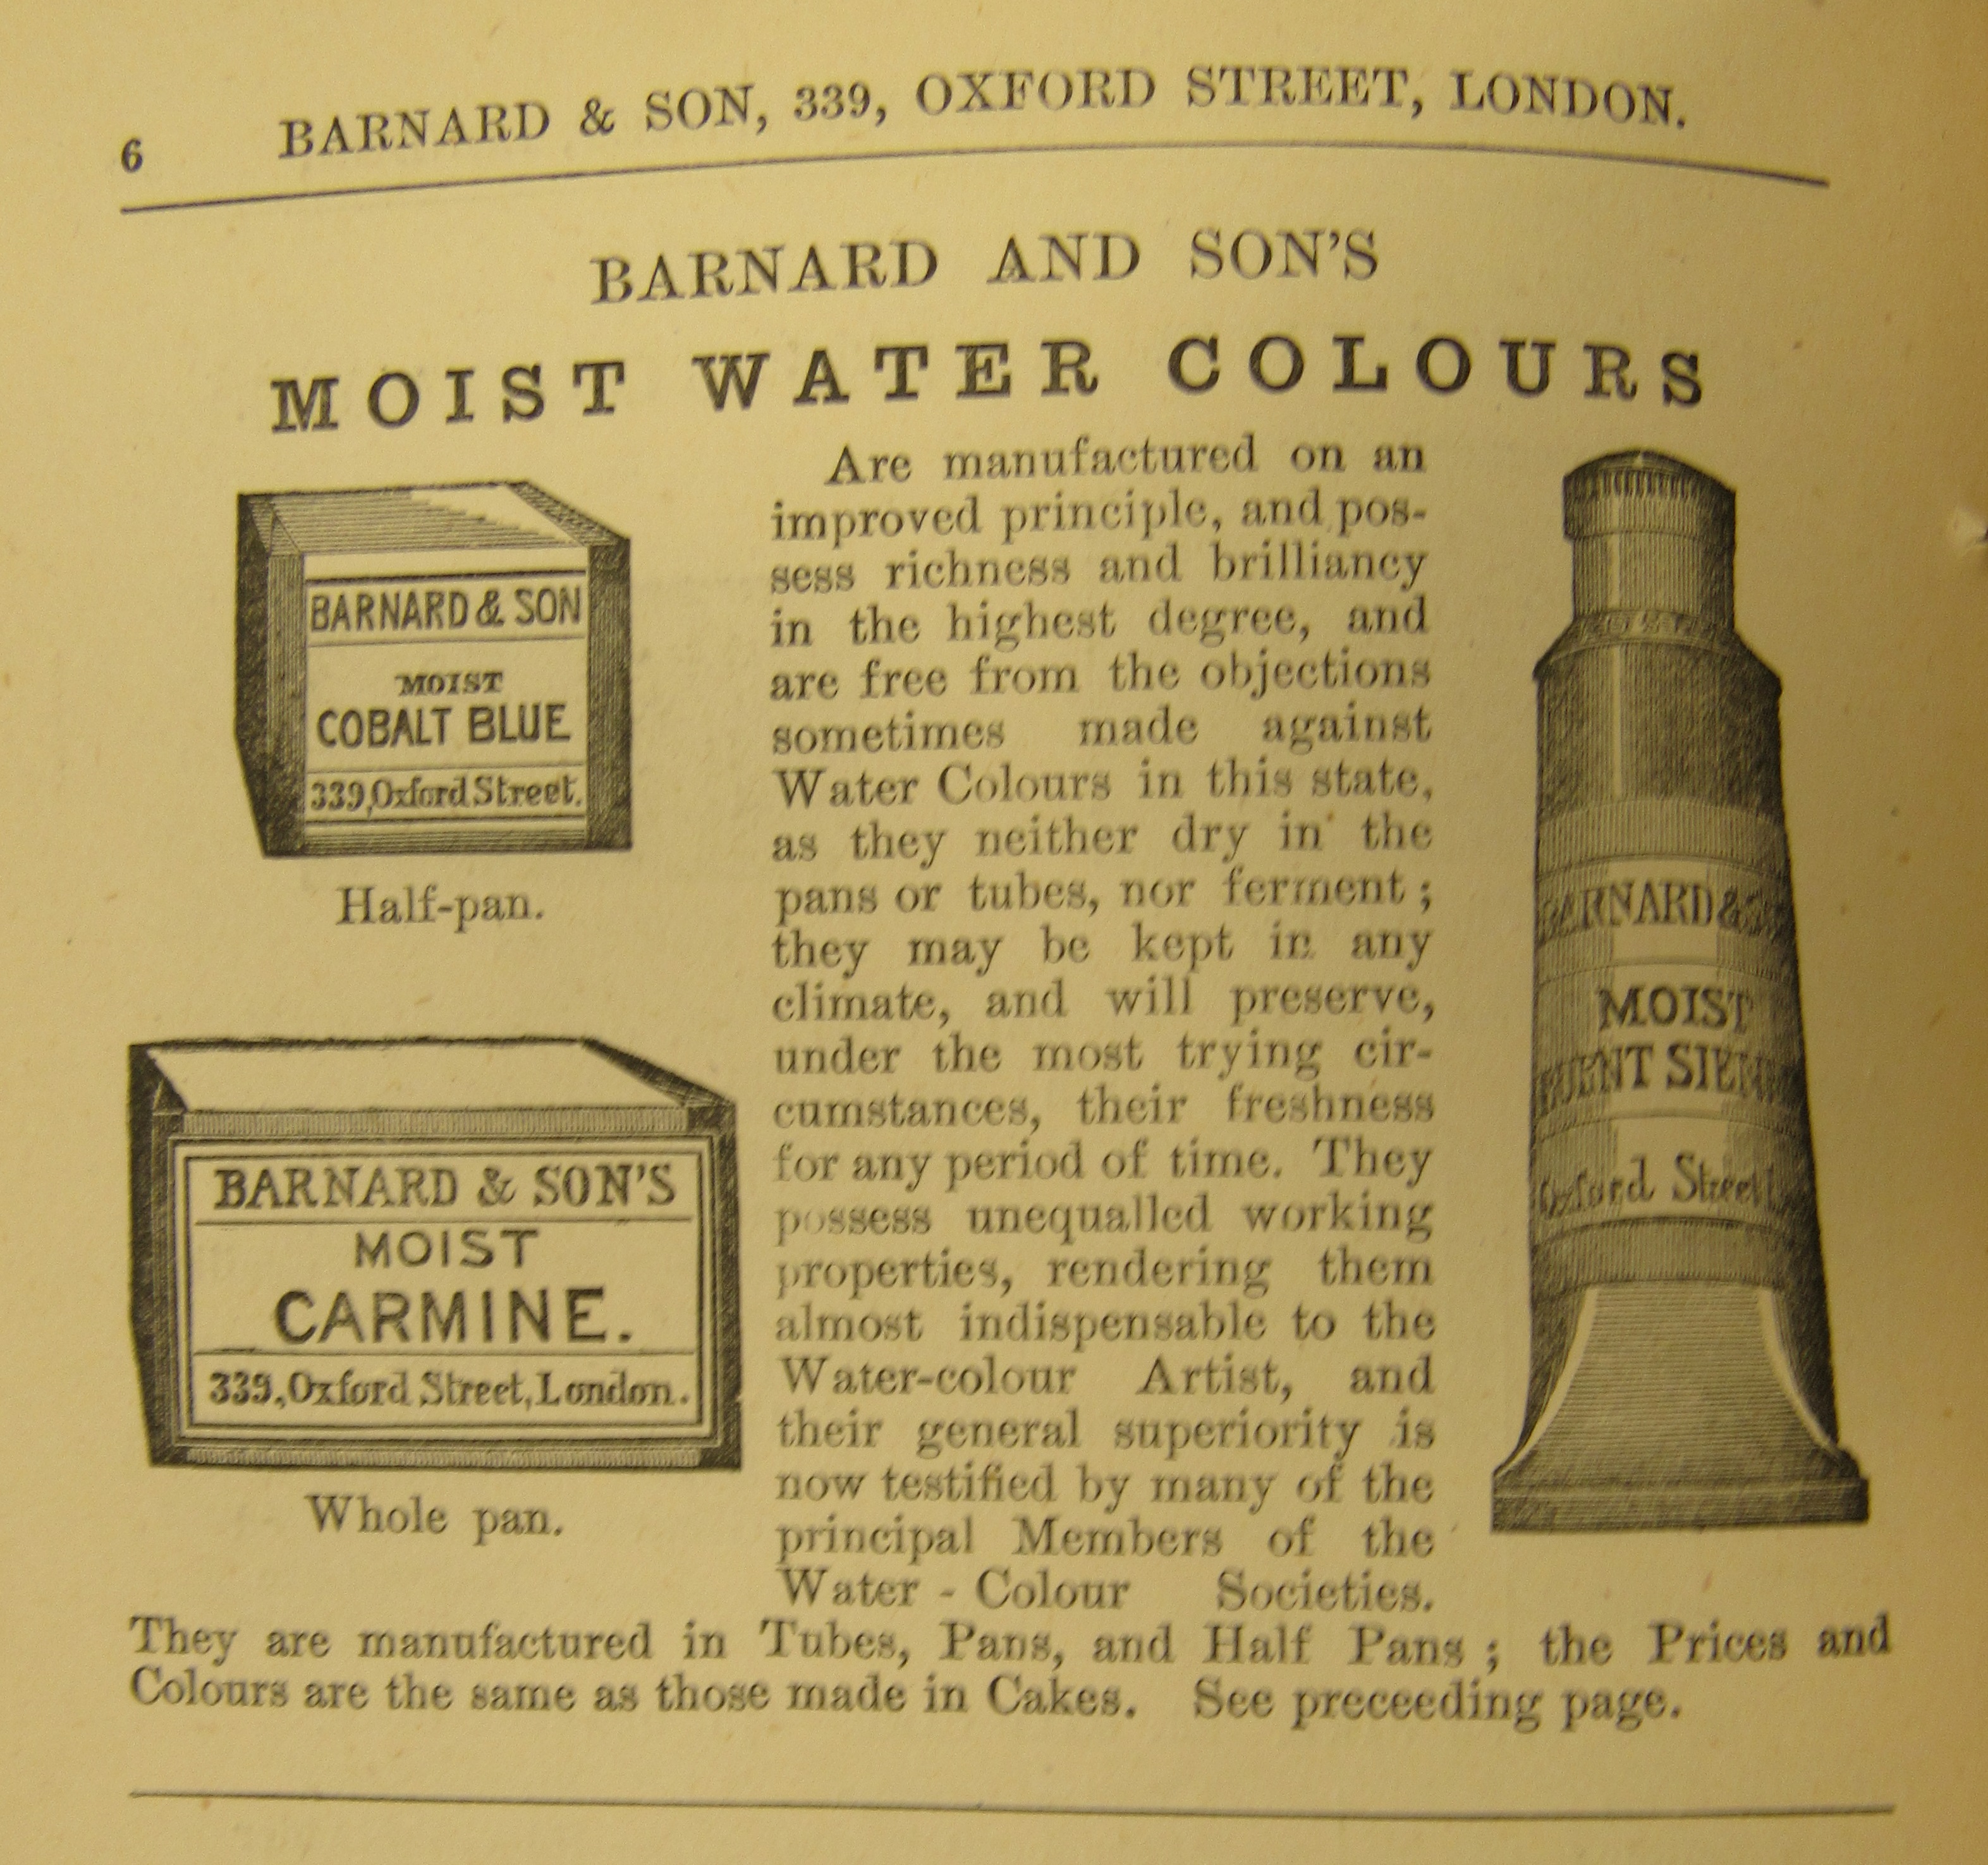 6 BARNARD & SON, 339, OXFORD STREET, LONDON.
BARNARD AND SON'S
MOIST WATER COLOURS
BARNARD & SON
MOIST
COBALT BLUE
339, Oxford Street.
Half-pan.
BARNARD & SON'S
MOIST
CARMINE.
339, Oxford Street, London.
Whole pan.
Are manufactured on an
improved principle, and pos-
sess richness and brilliancy
in the highest degree, and
are free from the objections
sometimes made against
Water Colours in this state,
as they neither dry in the
pans or tubes, nor ferment ;
they may be kept in any
climate, and will preserve,
under the most trying cir-
cumstances, their freshness
for any period of time. They
possess unequalled working
properties, rendering them
almost indispensable to the
Water-colour Artist, and
their general superiority is
now testified by many of the
principal Members of the
Water - Colour Societies.
BARNARD &
MOIST
BURNT SIEN
Oxford Street
They are manufactured in Tubes, Pans, and Half Pans ; the Prices and
Colours are the same as those made in Cakes. See preceeding page.